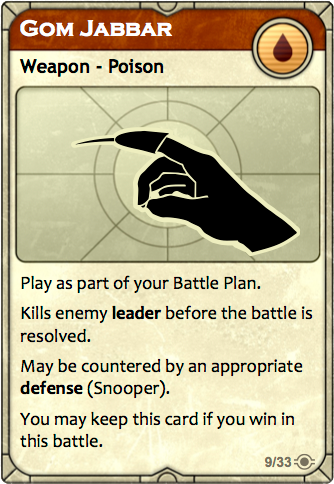 Gom Jabbar
Weapon - Poison
Play as part of your Battle Plan.
Kills enemy leader before the battle is
resolved.
May be countered by an appropriate
defense (Snooper).
You may keep this card if you win in
this battle.
9/33